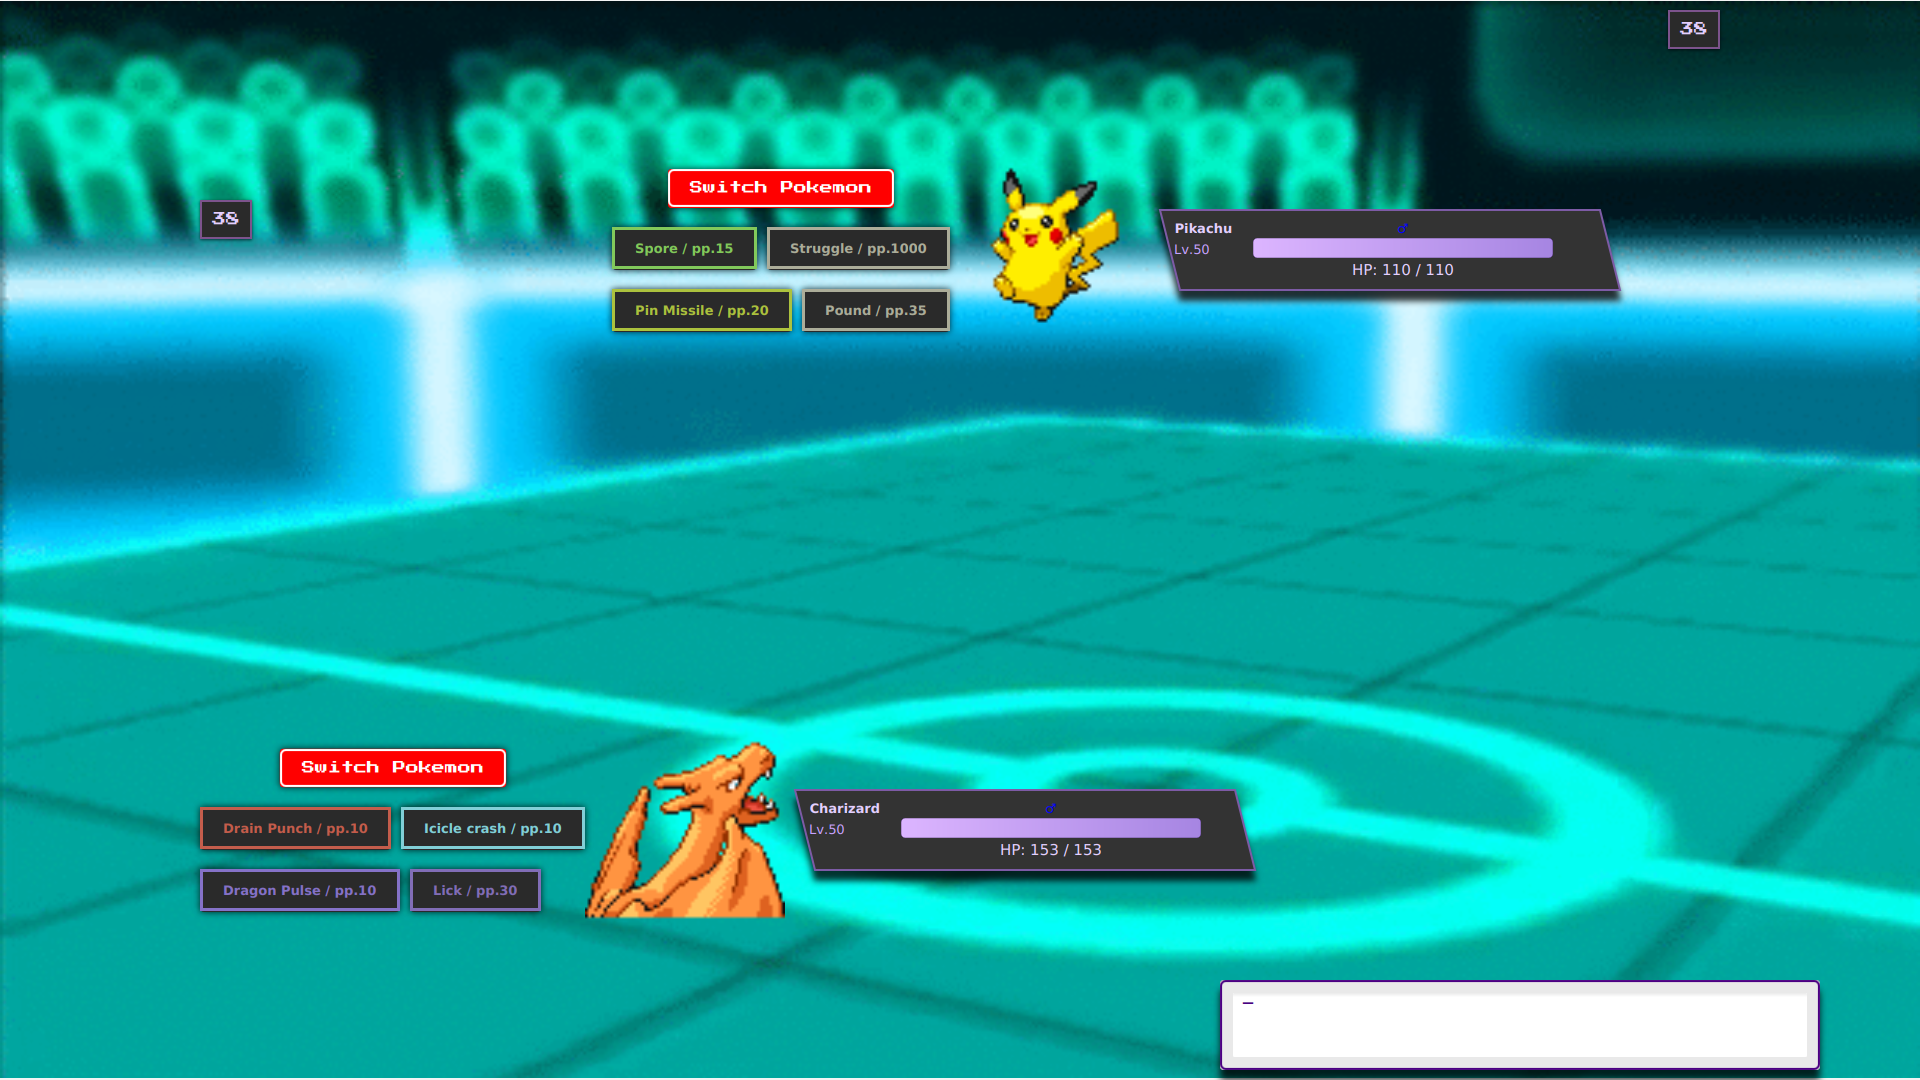 38
38
Switch Pokemon
Spore / pp.15
Struggle / pp.1000
Pin Missile / pp.20
Pound / pp.35
Pikachu
♂
Lv.50
HP: 110 / 110
Switch Pokemon
Drain Punch / pp.10
Icicle crash / pp.10
Dragon Pulse / pp.10
Lick / pp.30
Charizard
♂
Lv.50
HP: 153 / 153
_